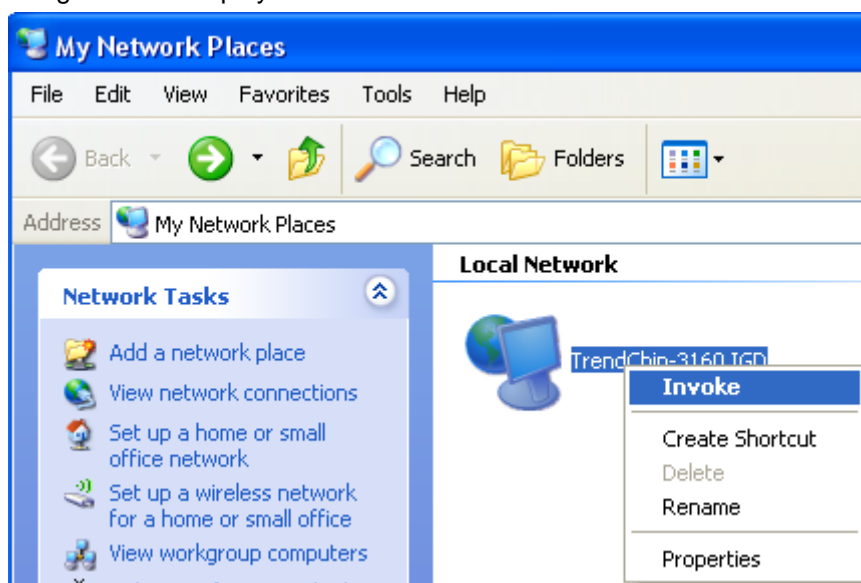 My Network Places
File Edit View Favorites Tools Help
Back Search Folders
Address My Network Places
Local Network
Network Tasks
TrendChip-3160 IGD
Add a network place
View network connections
Set up a home or small
office network
Set up a wireless network
for a home or small office
View workgroup computers
Invoke
Create Shortcut
Delete
Rename
Properties